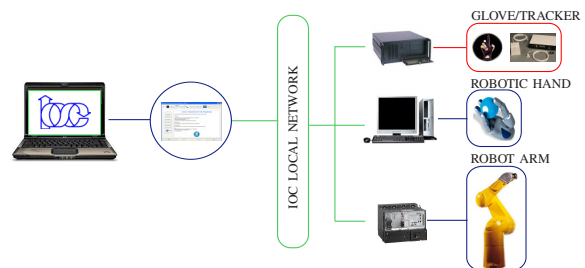 GLOVE/TRACKER
ioc
IOC LOCAL NETWORK
ROBOTIC HAND
ROBOT ARM